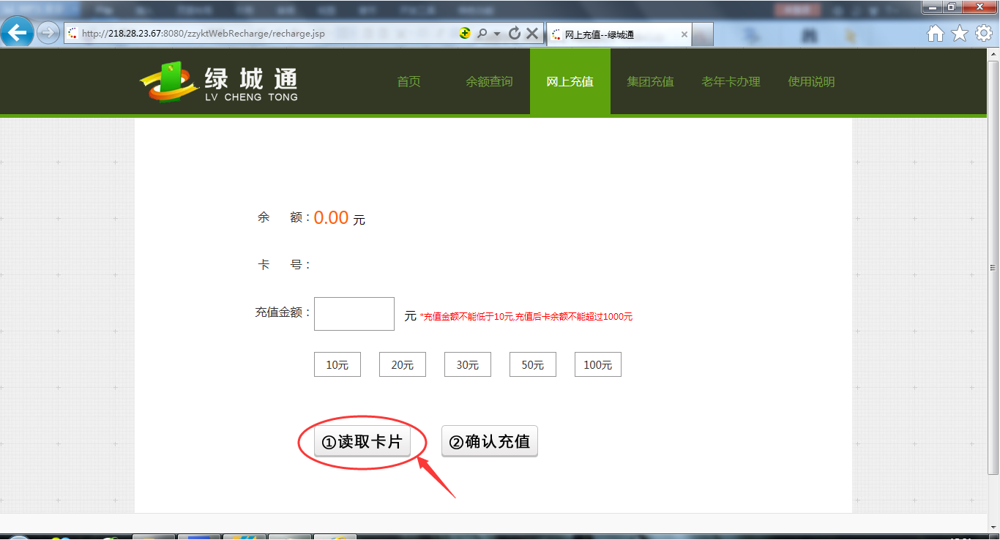 http://218.28.23.67:8080/zzyktWebRecharge/recharge.jsp
网上充值--绿城通
绿城通
LV CHENG TONG
首页 余额查询 网上充值 集团充值 老年卡办理 使用说明
余 额：0.00 元
卡 号：
充值金额： 元 *充值金额不能低于10元,充值后卡余额不能超过1000元
10元 20元 30元 50元 100元
①读取卡片 ②确认充值